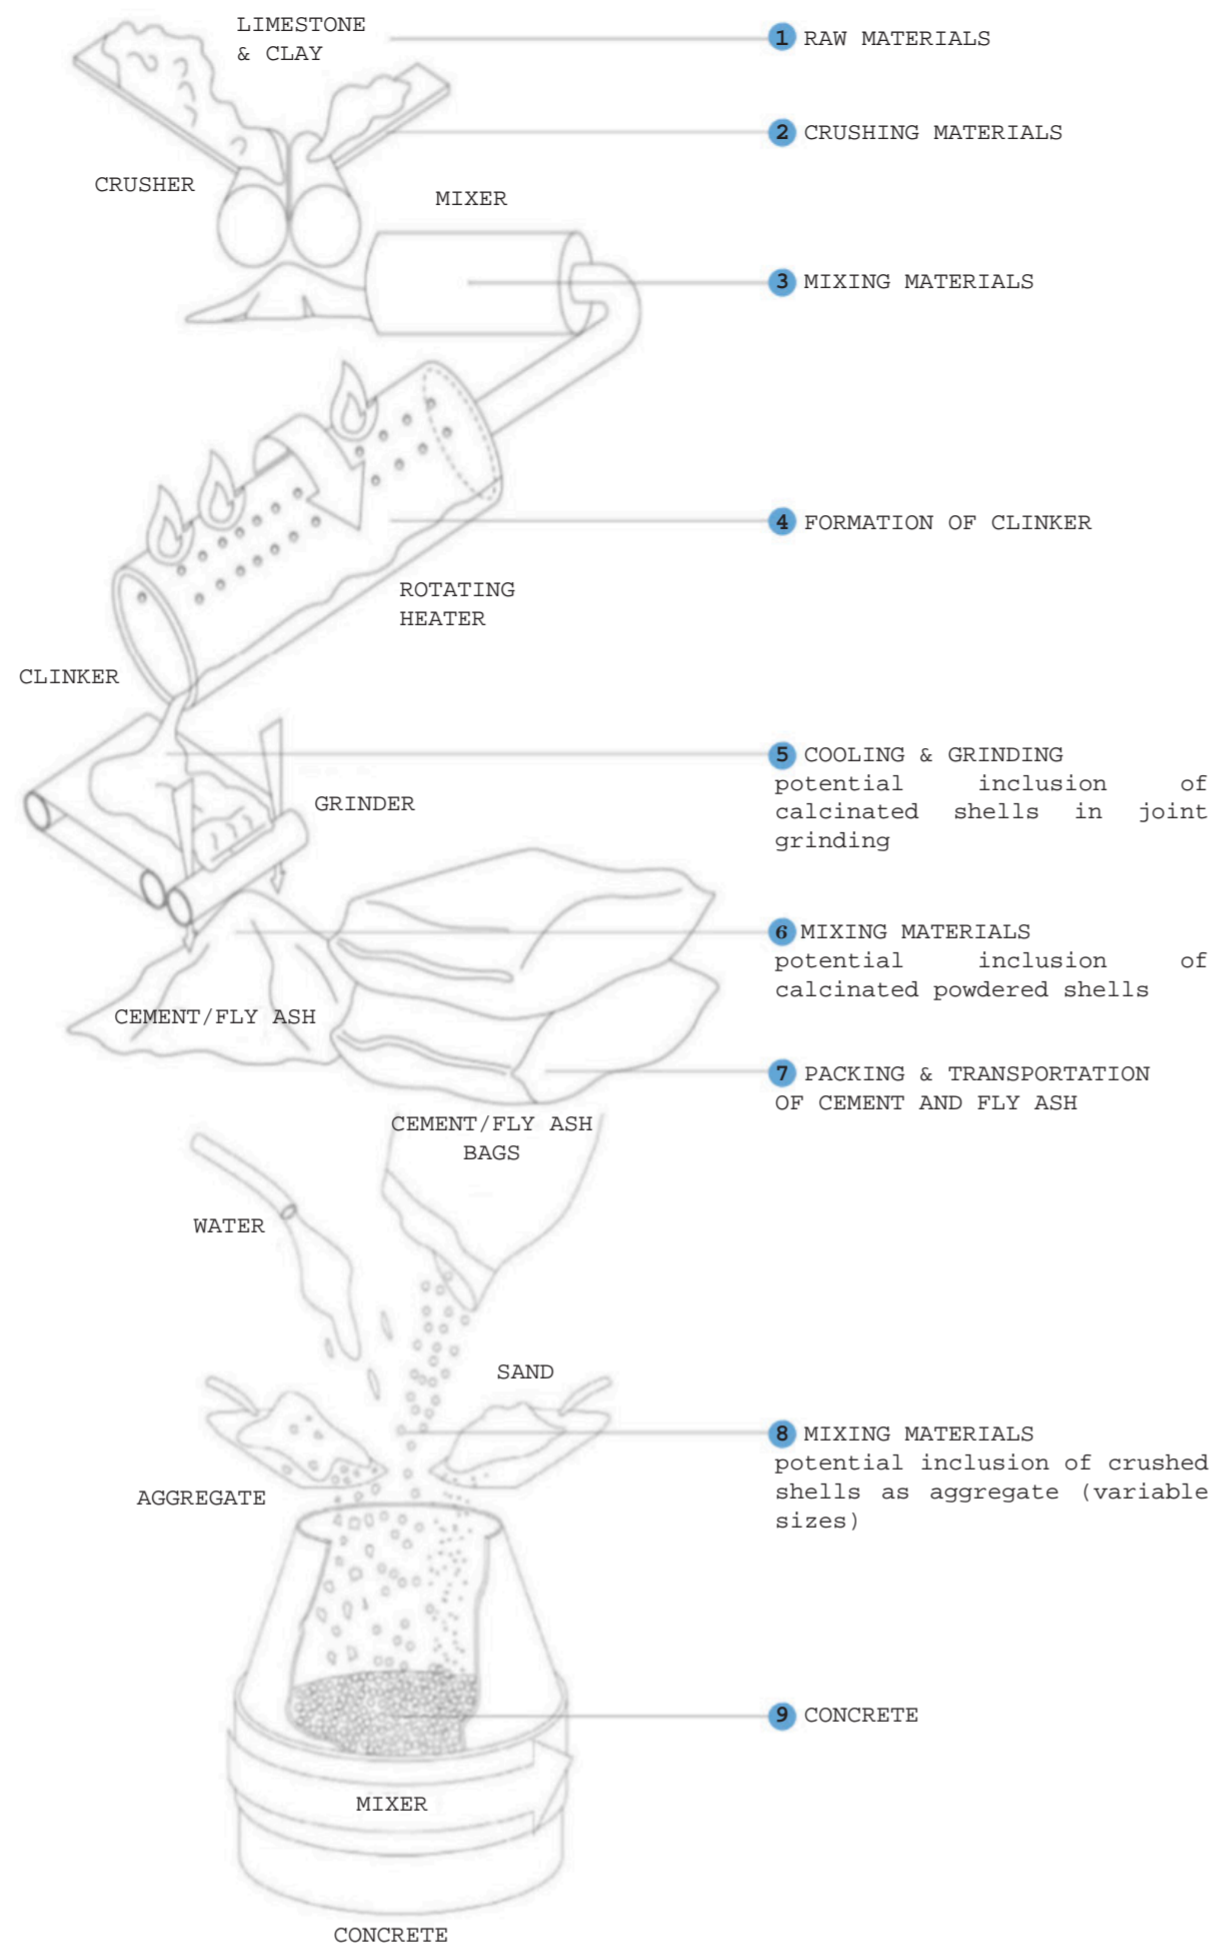 LIMESTONE
& CLAY
1 RAW MATERIALS
2 CRUSHING MATERIALS
CRUSHER
MIXER
3 MIXING MATERIALS
4 FORMATION OF CLINKER
ROTATING
HEATER
CLINKER
5 COOLING & GRINDING
potential inclusion of
calcinated shells in joint
grinding
GRINDER
6 MIXING MATERIALS
potential inclusion of
calcinated powdered shells
CEMENT/FLY ASH
7 PACKING & TRANSPORTATION
OF CEMENT AND FLY ASH
CEMENT/FLY ASH
BAGS
WATER
SAND
8 MIXING MATERIALS
potential inclusion of crushed
shells as aggregate (variable
sizes)
AGGREGATE
9 CONCRETE
MIXER
CONCRETE